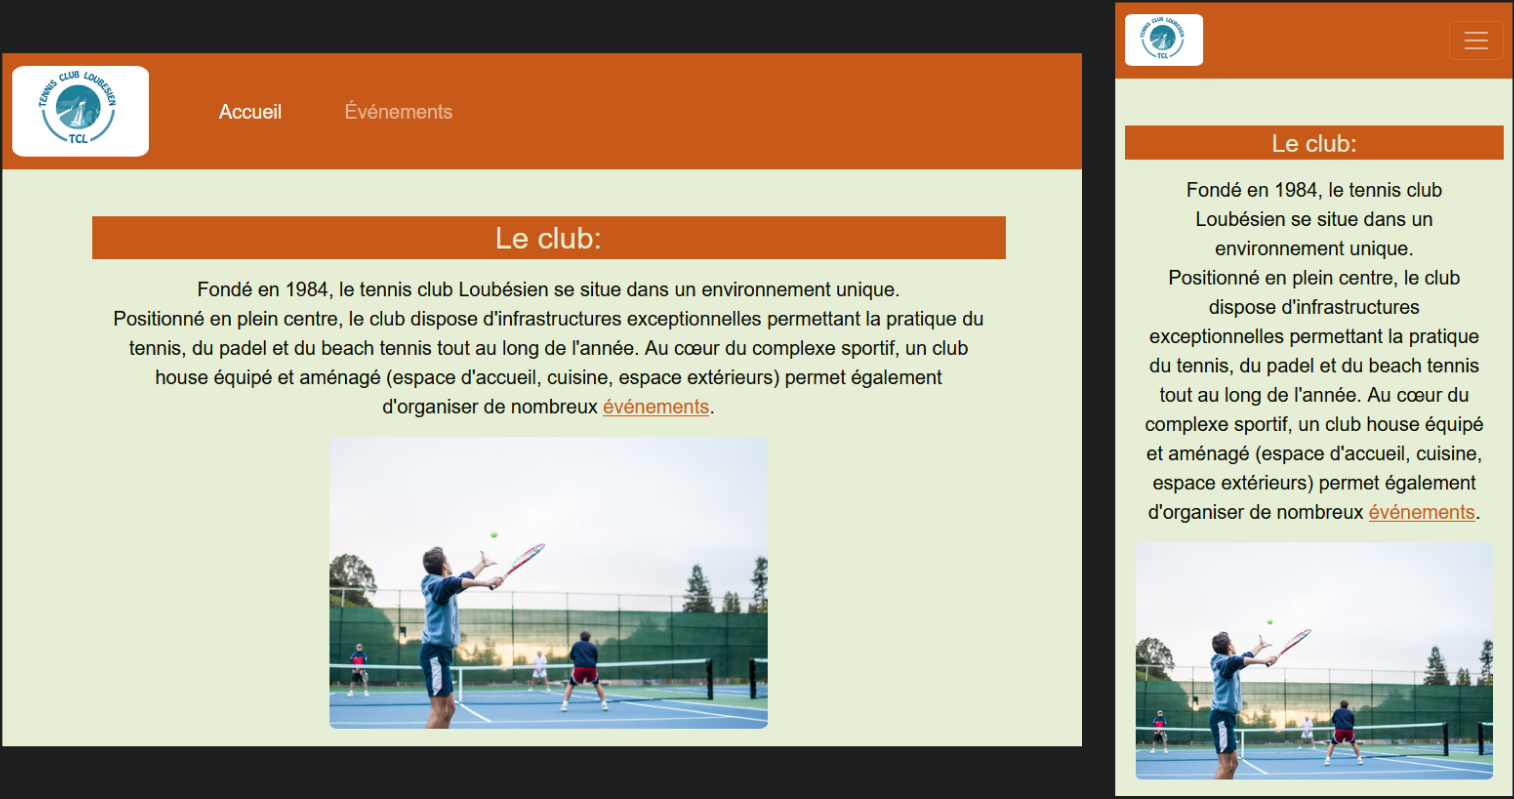 TENNIS CLUB LOUBESIEN
TCL
Accueil
Événements
Le club:
Fondé en 1984, le tennis club Loubésien se situe dans un environnement unique.
Positionné en plein centre, le club dispose d'infrastructures exceptionnelles permettant la pratique du
tennis, du padel et du beach tennis tout au long de l'année. Au cœur du complexe sportif, un club
house équipé et aménagé (espace d'accueil, cuisine, espace extérieurs) permet également
d'organiser de nombreux événements.
TENNIS CLUB LOUBESIEN
TCL
Le club:
Fondé en 1984, le tennis club
Loubésien se situe dans un
environnement unique.
Positionné en plein centre, le club
dispose d'infrastructures
exceptionnelles permettant la pratique
du tennis, du padel et du beach tennis
tout au long de l'année. Au cœur du
complexe sportif, un club house équipé
et aménagé (espace d'accueil, cuisine,
espace extérieurs) permet également
d'organiser de nombreux événements.